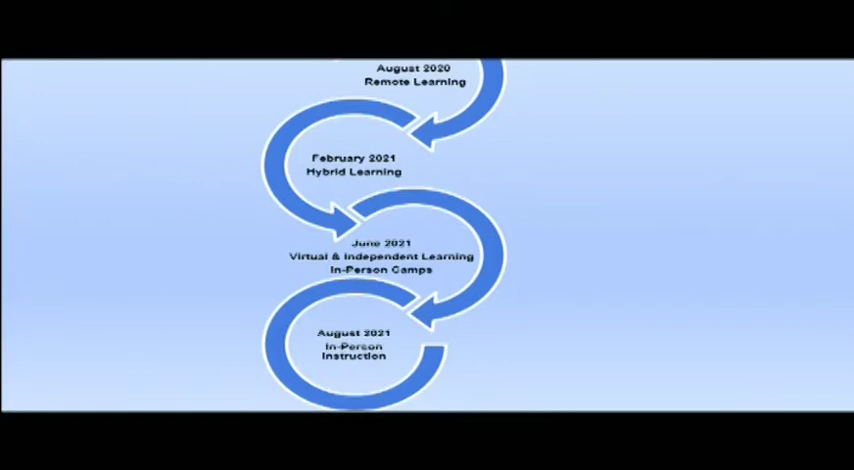 August 2020
Remote Learning
February 2021
Hybrid Learning
June 2021
Virtual & Independent Learning
In-Person Camps
August 2021
In-Person
Instruction